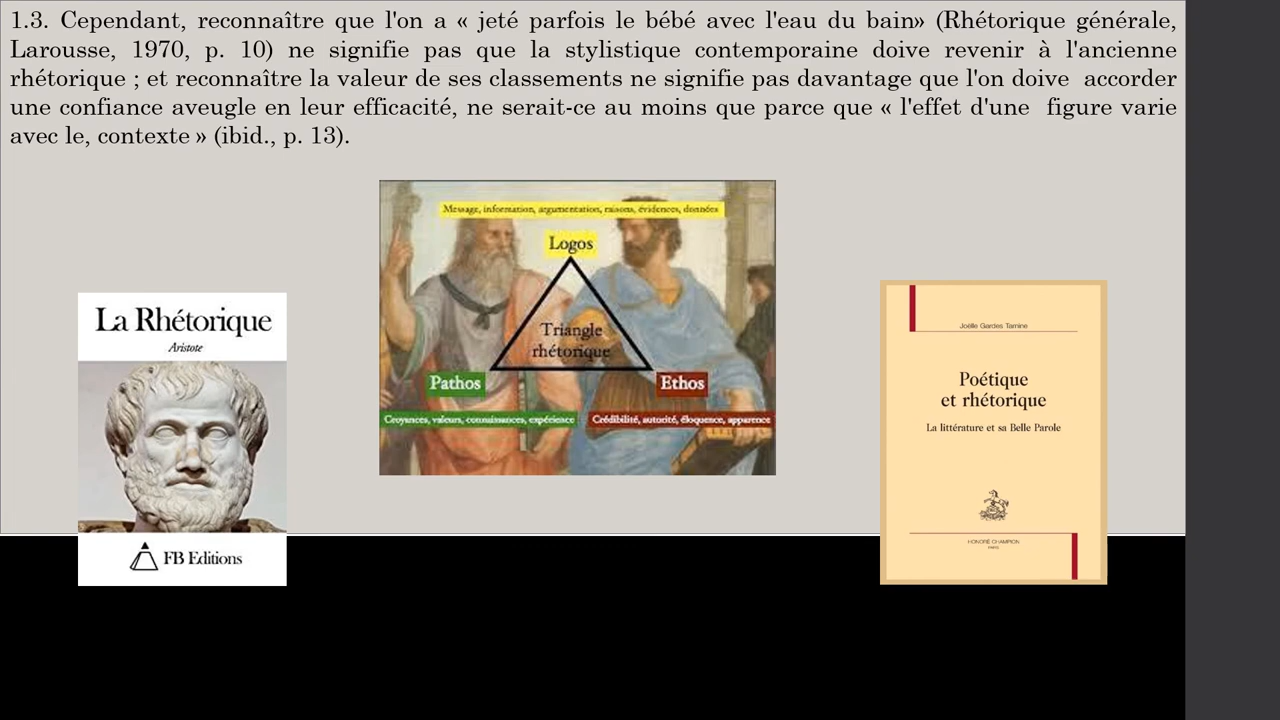 1.3. Cependant, reconnaître que l'on a « jeté parfois le bébé avec l'eau du bain» (Rhétorique générale,
Larousse, 1970, p. 10) ne signifie pas que la stylistique contemporaine doive revenir à l'ancienne
rhétorique ; et reconnaître la valeur de ses classements ne signifie pas davantage que l'on doive accorder
une confiance aveugle en leur efficacité, ne serait-ce au moins que parce que « l'effet d'une figure varie
avec le, contexte » (ibid., p. 13).
Message, information, argumentation, raisons, évidences, données
Logos
Triangle
rhétorique
Pathos
Ethos
Croyances, valeurs, connaissances, expérience
Crédibilité, autorité, éloquence, apparence
La Rhétorique
Aristote
FB Editions
Joëlle Gardes Tamine
Poétique
et rhétorique
La littérature et sa Belle Parole
HONORÉ CHAMPION
PARIS